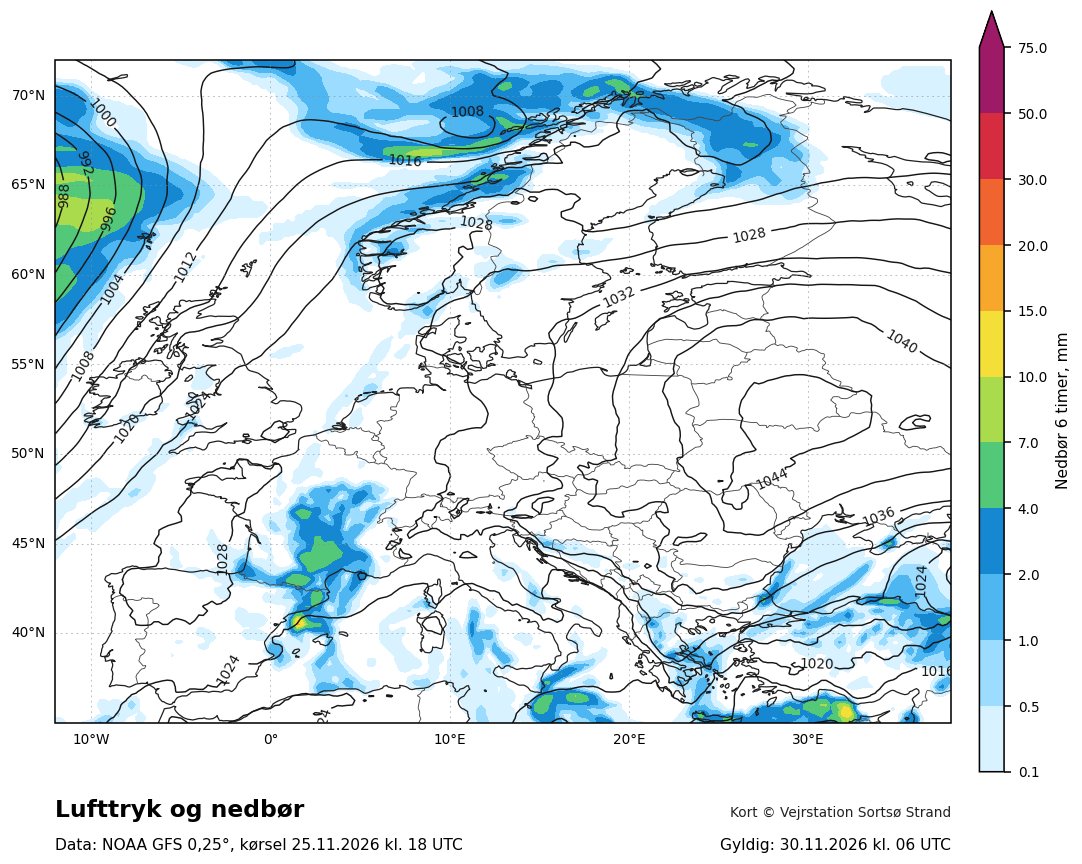 75.0
50.0
30.0
20.0
15.0
10.0
7.0
4.0
2.0
1.0
0.5
0.1
Nedbør 6 timer, mm
70°N
65°N
60°N
55°N
50°N
45°N
40°N
10°W
0°
10°E
20°E
30°E
1000
992
988
996
1004
1012
1008
1020
1024
1008
1016
1028
1028
1032
1040
1044
1036
1024
1028
1024
1020
1016
Lufttryk og nedbør
Kort © Vejrstation Sortsø Strand
Data: NOAA GFS 0,25°, kørsel 25.11.2026 kl. 18 UTC
Gyldig: 30.11.2026 kl. 06 UTC